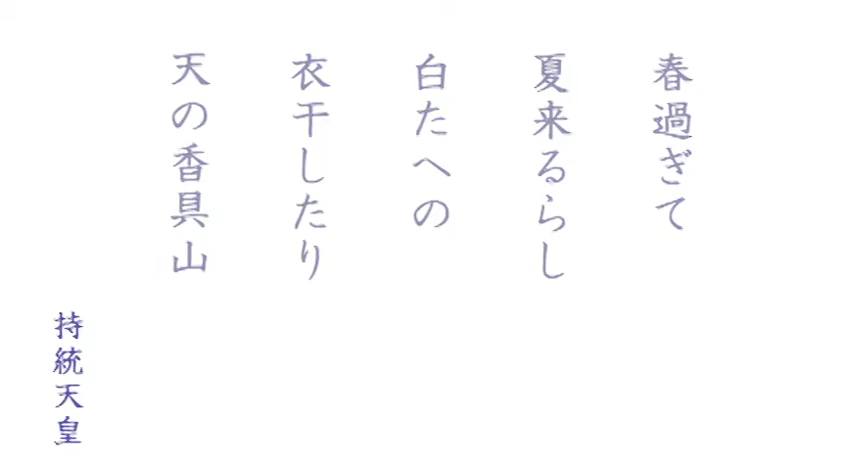 春過ぎて
夏来るらし
白たへの
衣干したり
天の香具山
持統天皇